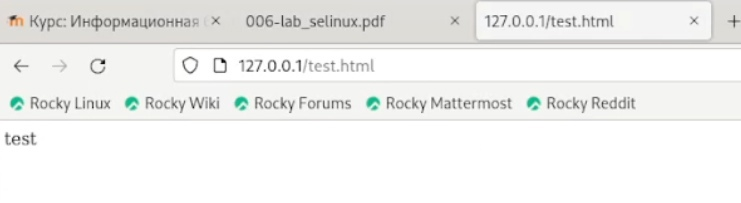 Курс: Информационная
006-lab_selinux.pdf
127.0.0.1/test.html
127.0.0.1/test.html
Rocky Linux Rocky Wiki Rocky Forums Rocky Mattermost Rocky Reddit
test